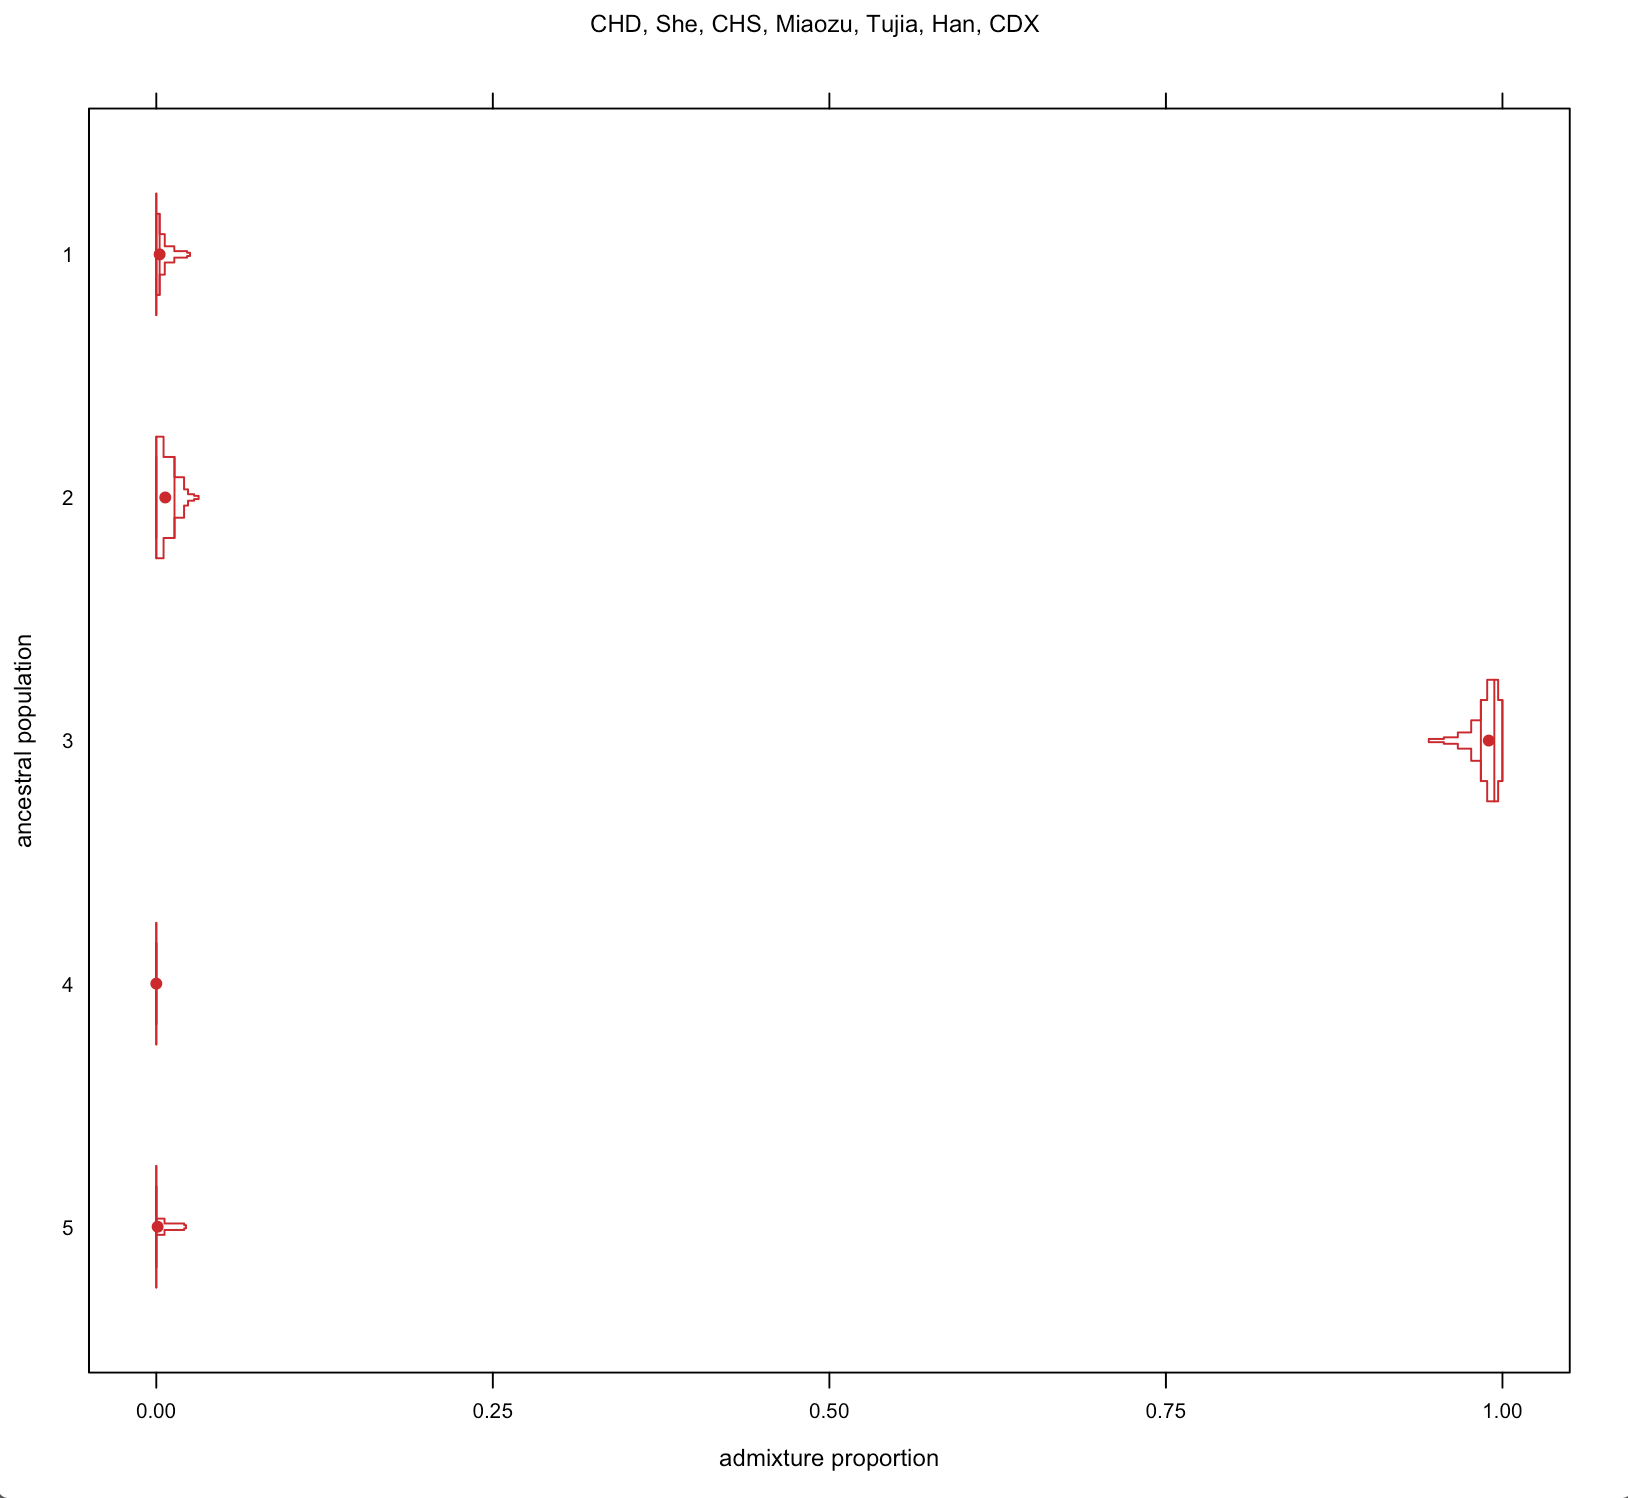 CHD, She, CHS, Miaozu, Tujia, Han, CDX
1
2
3
4
5
ancestral population
0.00 0.25 0.50 0.75 1.00
admixture proportion